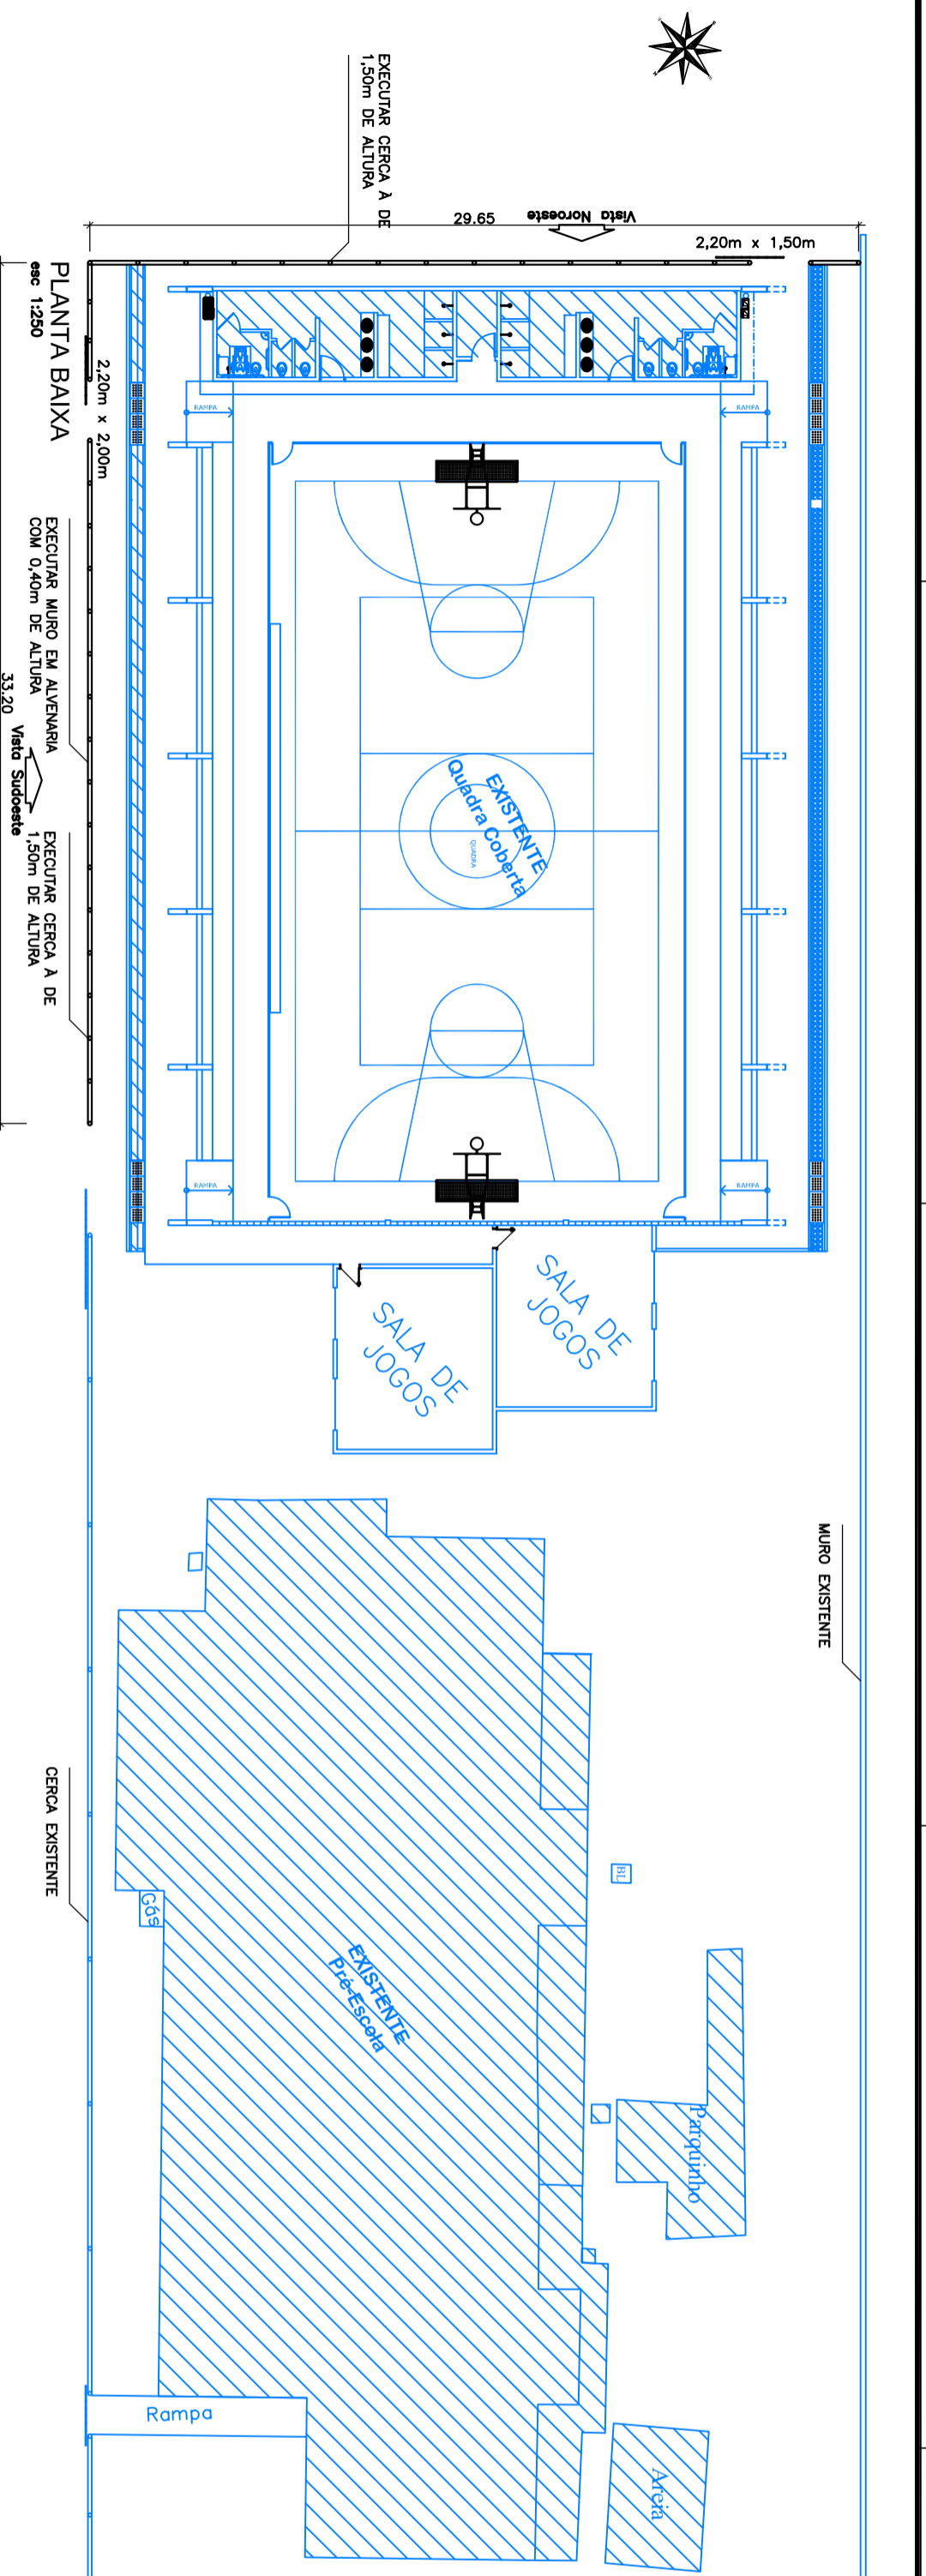 EXECUTAR CERCA À DE
1,50m DE ALTURA
29.65
Vista Noroeste
2,20m x 1,50m
PLANTA BAIXA
esc 1:250
2,20m x 2,00m
EXECUTAR MURO EM ALVENARIA
COM 0,40m DE ALTURA
33.20
Vista Sudoeste
EXECUTAR CERCA À DE
1,50m DE ALTURA
RAMPA
RAMPA
EXISTENTE
Quadra Coberta
QUADRA
RAMPA
RAMPA
SALA DE
JOGOS
SALA DE
JOGOS
MURO EXISTENTE
CERCA EXISTENTE
BL
Gás
EXISTENTE
Pré-Escola
Parquinho
Rampa
Areia